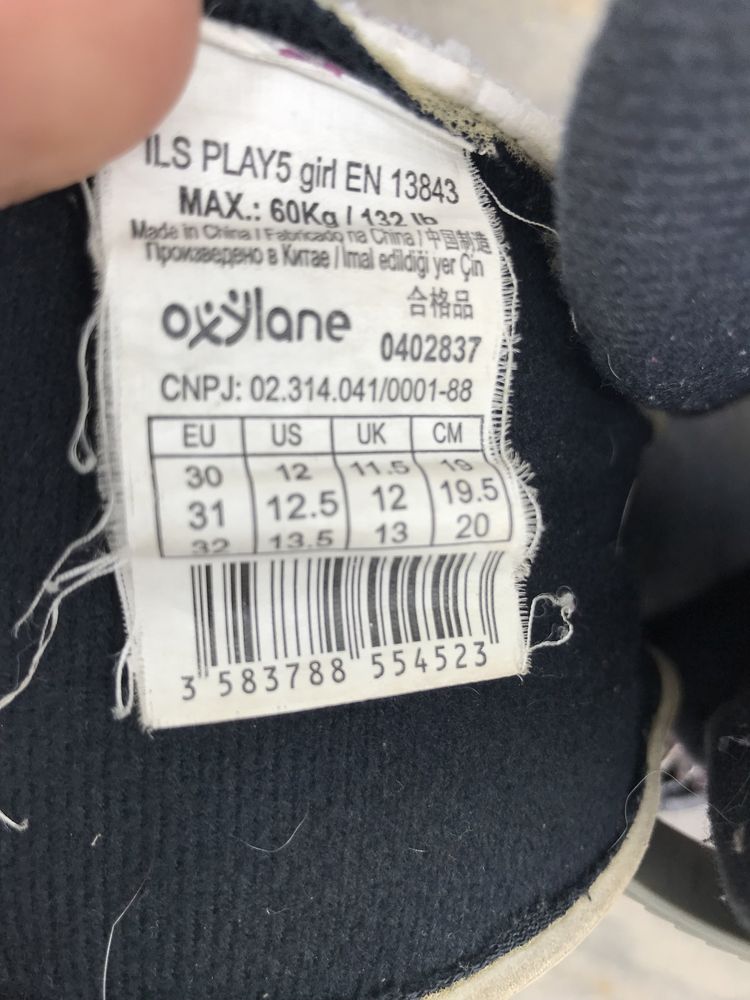 ILS PLAY5 girl EN 13843
MAX.: 60Kg / 132 lb
Made in China / Fabricado na China / 中国制造
Произведено в Китае / İmal edildiği yer Çin
oxylane
合格品
0402837
CNPJ: 02.314.041/0001-88
EU US UK CM
30 12 11.5 19
31 12.5 12 19.5
32 13.5 13 20
3 583788 554523